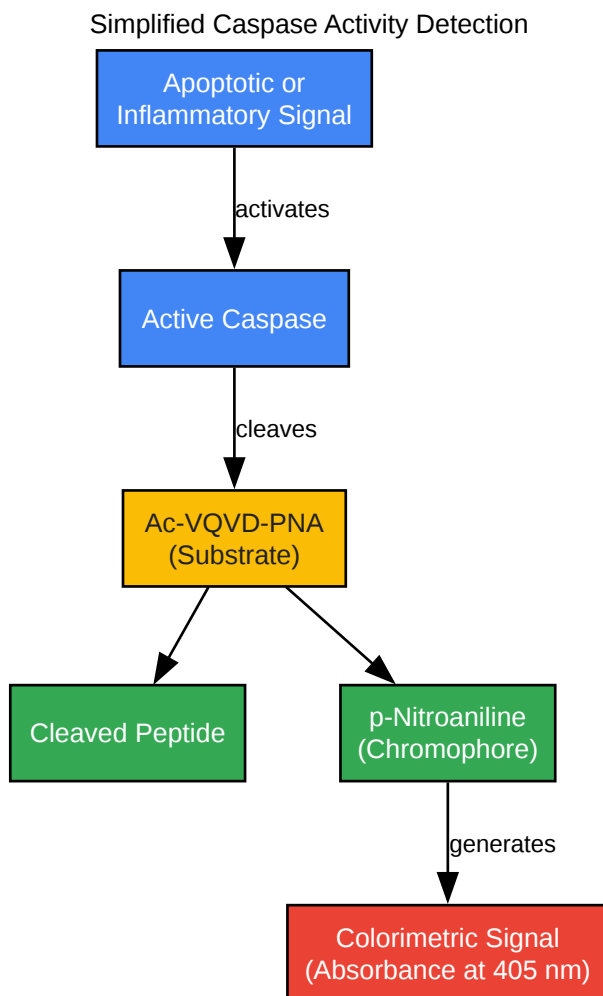 Simplified Caspase Activity Detection
Apoptotic or
Inflammatory Signal
activates
Active Caspase
cleaves
Ac-VQVD-PNA
(Substrate)
Cleaved Peptide
p-Nitroaniline
(Chromophore)
generates
Colorimetric Signal
(Absorbance at 405 nm)